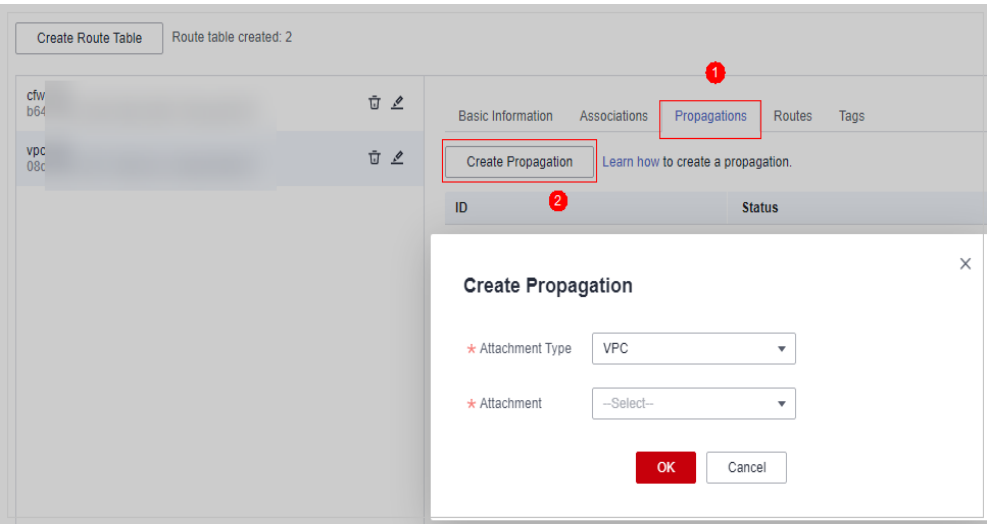 Create Route Table Route table created: 2
1
cfw
b64
Basic Information Associations Propagations Routes Tags
vpc
08c
Create Propagation Learn how to create a propagation.
2
ID Status
Create Propagation
* Attachment Type VPC
* Attachment --Select--
OK Cancel